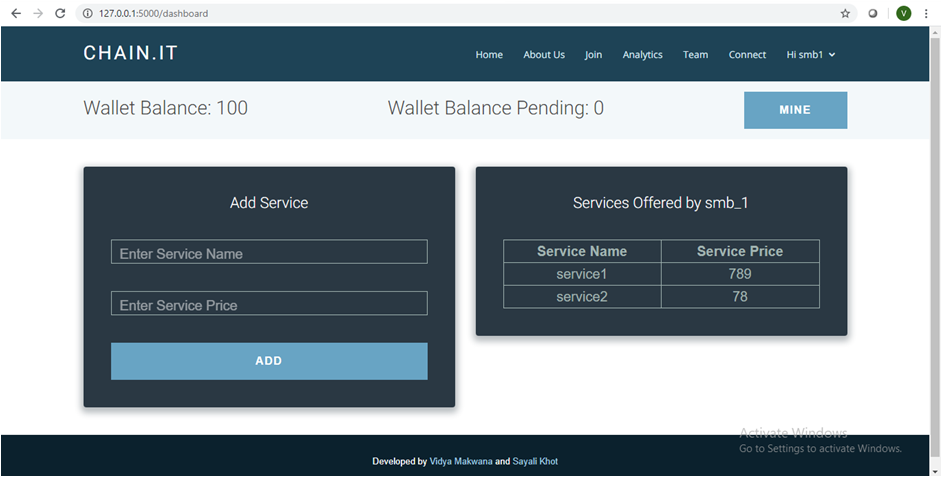 127.0.0.1:5000/dashboard
V
CHAIN.IT
Home About Us Join Analytics Team Connect Hi smb1
Wallet Balance: 100 Wallet Balance Pending: 0 MINE
Add Service
Enter Service Name
Enter Service Price
ADD
Services Offered by smb_1
Service Name Service Price
service1 789
service2 78
Activate Windows
Go to Settings to activate Windows.
Developed by Vidya Makwana and Sayali Khot